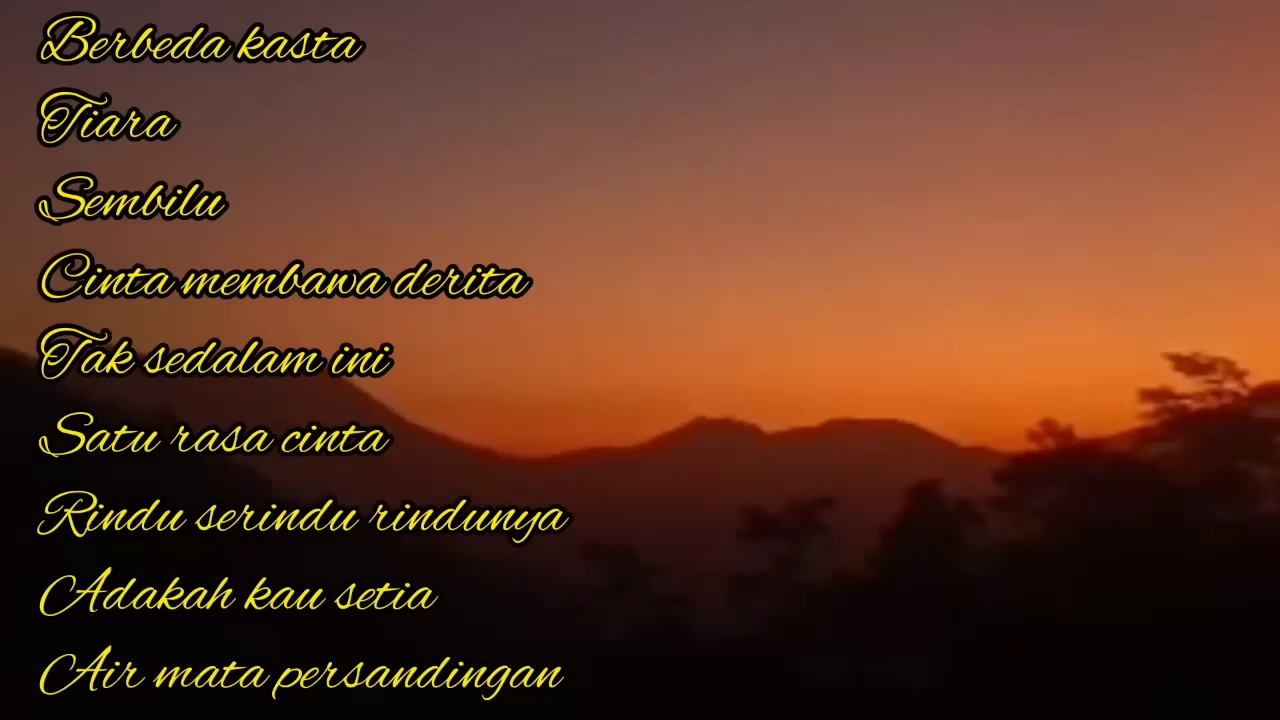 Berbeda kasta
Tiara
Sembilu
Cinta membawa derita
Tak sedalam ini
Satu rasa cinta
Rindu serindu rindunya
Adakah kau setia
Air mata persandingan